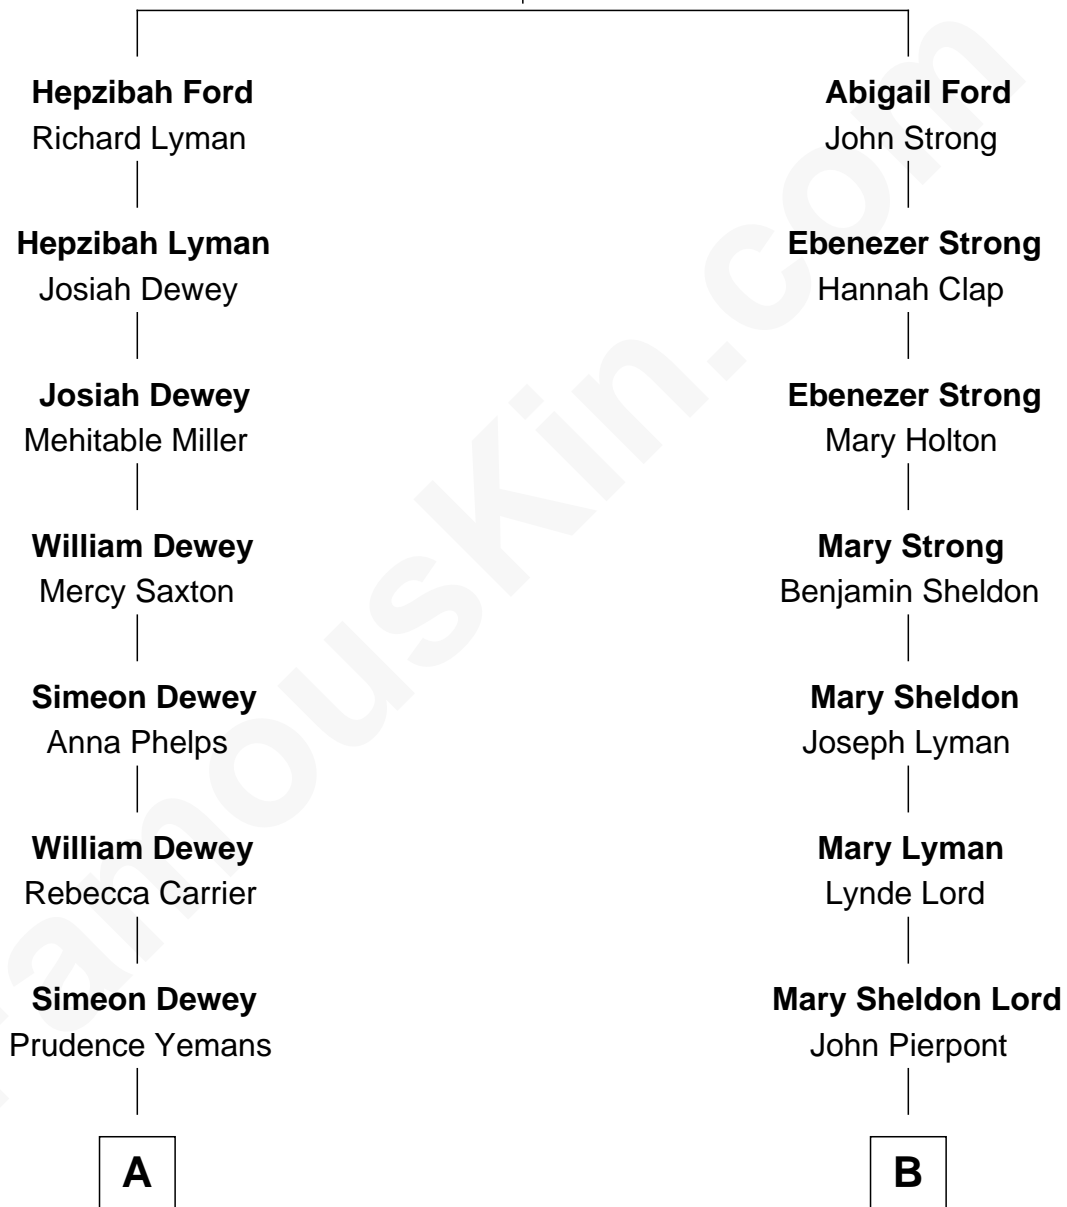 Hepzibah Ford
Richard Lyman
Hepzibah Lyman
Josiah Dewey
Josiah Dewey
Mehitable Miller
William Dewey
Mercy Saxton
Simeon Dewey
Anna Phelps
William Dewey
Rebecca Carrier
Simeon Dewey
Prudence Yemans
A
Abigail Ford
John Strong
Ebenezer Strong
Hannah Clap
Ebenezer Strong
Mary Holton
Mary Strong
Benjamin Sheldon
Mary Sheldon
Joseph Lyman
Mary Lyman
Lynde Lord
Mary Sheldon Lord
John Pierpont
B
FamousKin.com